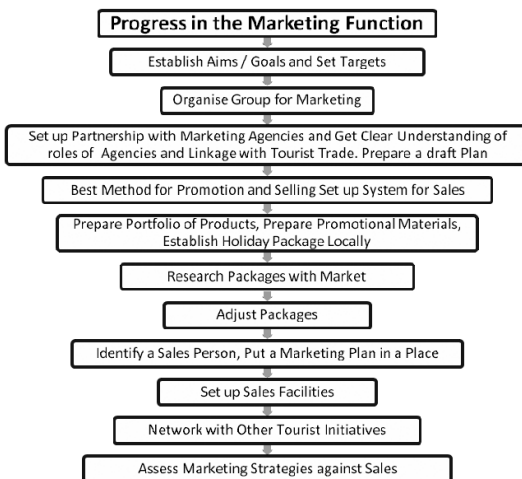 Progress in the Marketing Function
Establish Aims / Goals and Set Targets
Organise Group for Marketing
Set up Partnership with Marketing Agencies and Get Clear Understanding of
roles of Agencies and Linkage with Tourist Trade. Prepare a draft Plan
Best Method for Promotion and Selling Set up System for Sales
Prepare Portfolio of Products, Prepare Promotional Materials,
Establish Holiday Package Locally
Research Packages with Market
Adjust Packages
Identify a Sales Person, Put a Marketing Plan in a Place
Set up Sales Facilities
Network with Other Tourist Initiatives
Assess Marketing Strategies against Sales